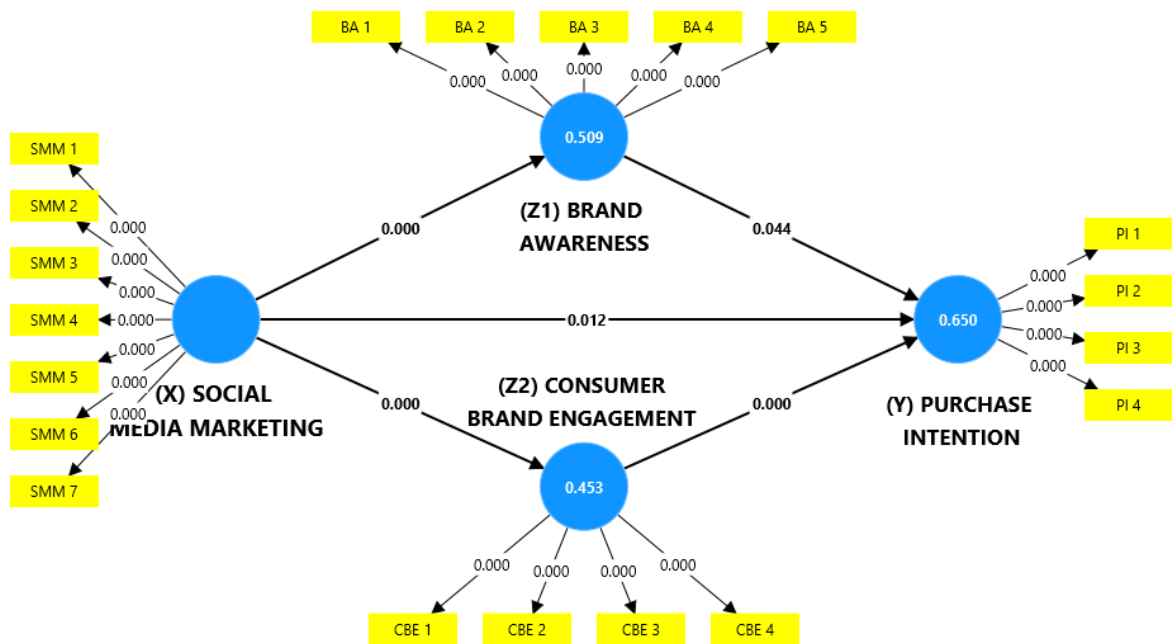 BA 1
BA 2
BA 3
BA 4
BA 5
0.000
0.000
0.000
0.000
0.000
0.509
(Z1) BRAND
AWARENESS
SMM 1
SMM 2
SMM 3
SMM 4
SMM 5
SMM 6
SMM 7
0.000
0.000
0.000
0.000
0.000
0.000
0.000
(X) SOCIAL
MEDIA MARKETING
0.000
0.044
0.012
0.000
0.000
(Z2) CONSUMER
BRAND ENGAGEMENT
0.453
0.650
(Y) PURCHASE
INTENTION
PI 1
PI 2
PI 3
PI 4
0.000
0.000
0.000
0.000
0.000
0.000
0.000
0.000
CBE 1
CBE 2
CBE 3
CBE 4